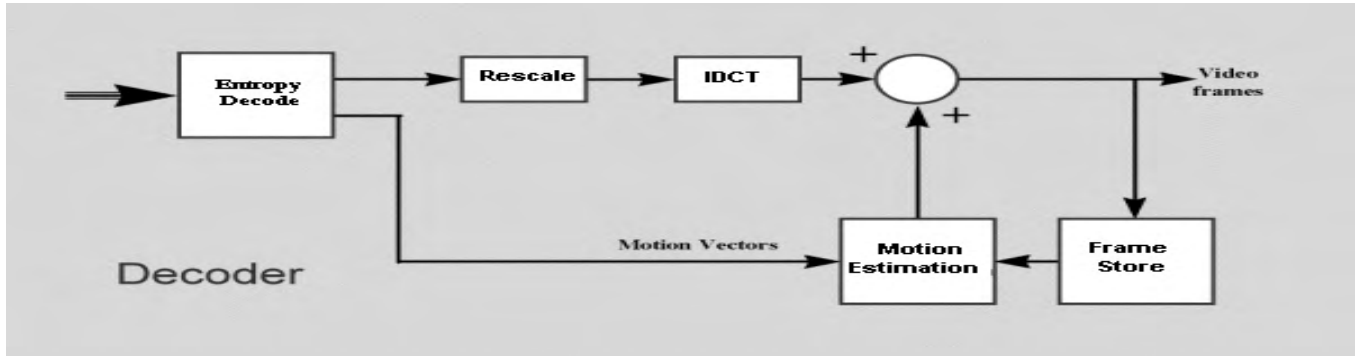 Entropy
Decode
Rescale
IDCT
+
Video
frames
+
Motion Vectors
Motion
Estimation
Frame
Store
Decoder